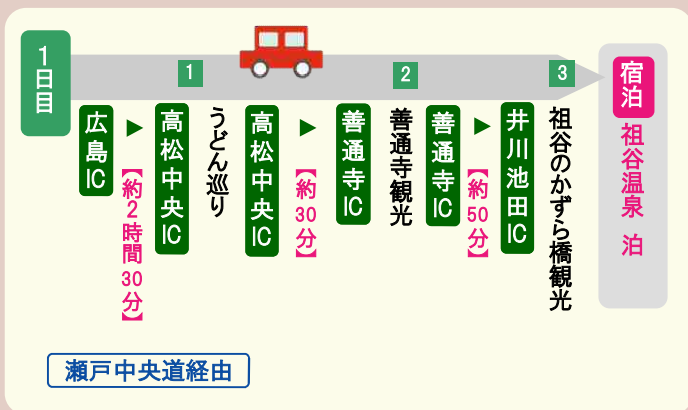 1日目
1
2
3
広島IC
▶
【約2時間30分】
高松中央IC
うどん巡り
高松中央IC
▶
【約30分】
善通寺IC
善通寺観光
善通寺IC
▶
【約50分】
井川池田IC
祖谷のかずら橋観光
宿泊
祖谷温泉 泊
瀬戸中央道経由